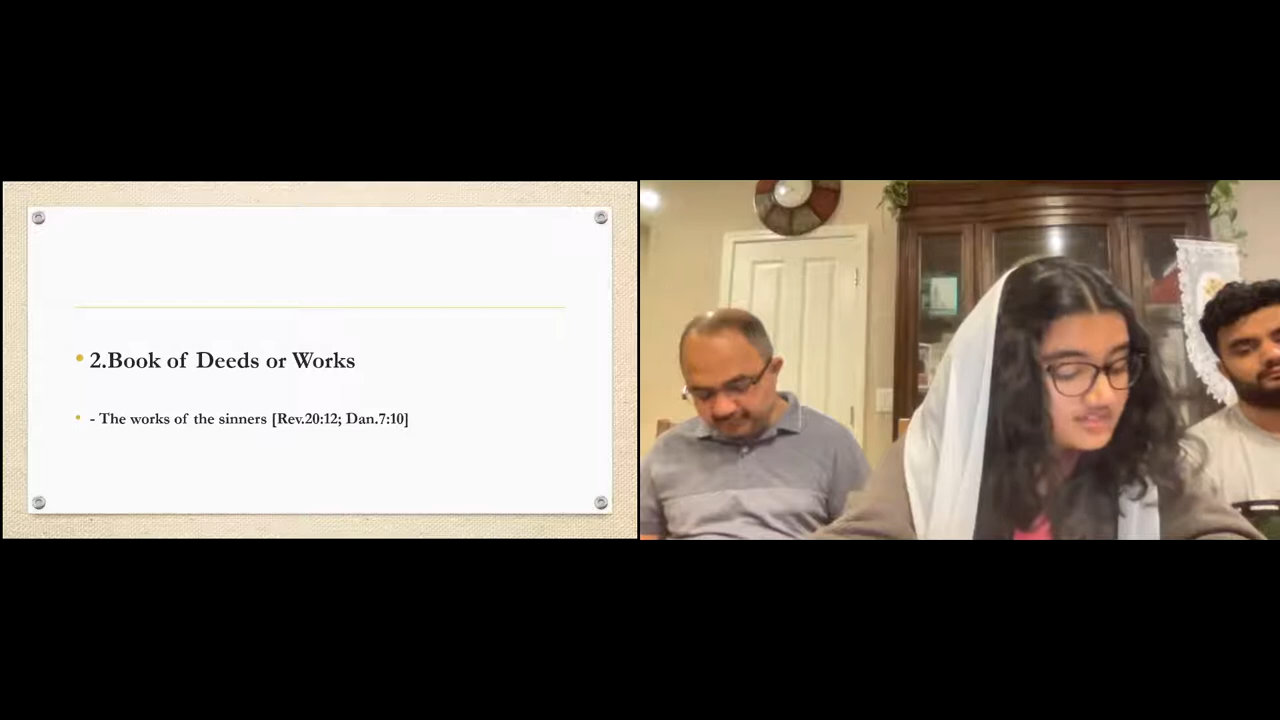 2.Book of Deeds or Works
- The works of the sinners [Rev.20:12; Dan.7:10]